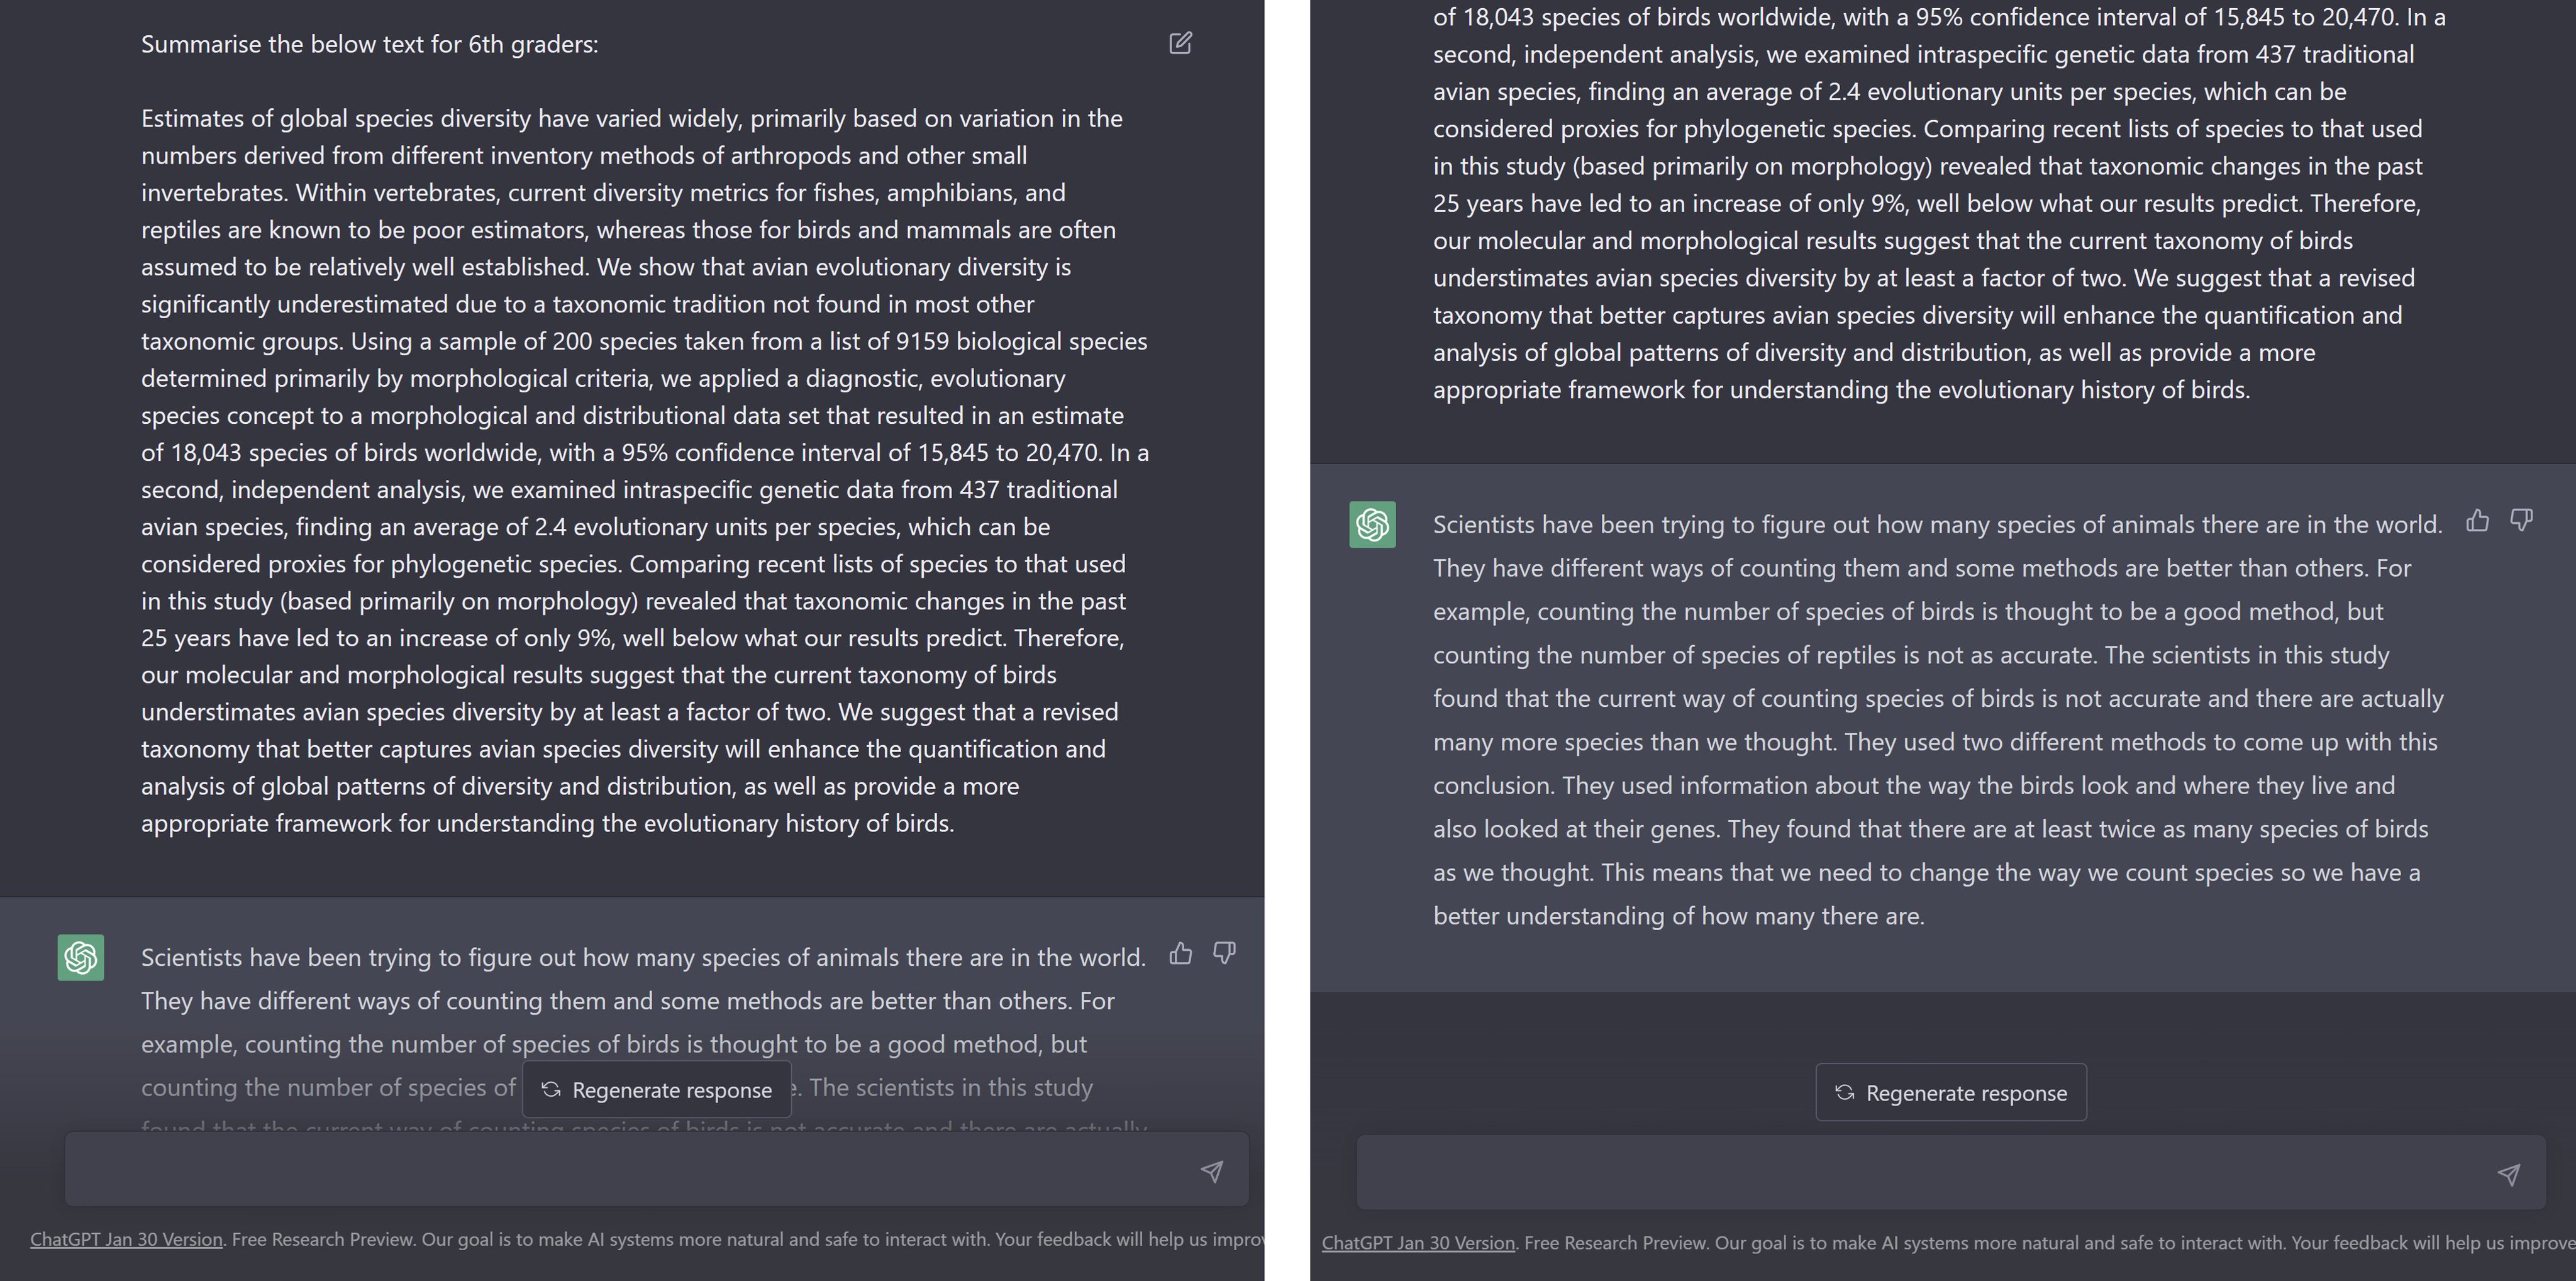 Summarise the below text for 6th graders:
Estimates of global species diversity have varied widely, primarily based on variation in the
numbers derived from different inventory methods of arthropods and other small
invertebrates. Within vertebrates, current diversity metrics for fishes, amphibians, and
reptiles are known to be poor estimators, whereas those for birds and mammals are often
assumed to be relatively well established. We show that avian evolutionary diversity is
significantly underestimated due to a taxonomic tradition not found in most other
taxonomic groups. Using a sample of 200 species taken from a list of 9159 biological species
determined primarily by morphological criteria, we applied a diagnostic, evolutionary
species concept to a morphological and distributional data set that resulted in an estimate
of 18,043 species of birds worldwide, with a 95% confidence interval of 15,845 to 20,470. In a
second, independent analysis, we examined intraspecific genetic data from 437 traditional
avian species, finding an average of 2.4 evolutionary units per species, which can be
considered proxies for phylogenetic species. Comparing recent lists of species to that used
in this study (based primarily on morphology) revealed that taxonomic changes in the past
25 years have led to an increase of only 9%, well below what our results predict. Therefore,
our molecular and morphological results suggest that the current taxonomy of birds
understimates avian species diversity by at least a factor of two. We suggest that a revised
taxonomy that better captures avian species diversity will enhance the quantification and
analysis of global patterns of diversity and distribution, as well as provide a more
appropriate framework for understanding the evolutionary history of birds.
Scientists have been trying to figure out how many species of animals there are in the world.
They have different ways of counting them and some methods are better than others. For
example, counting the number of species of birds is thought to be a good method, but
counting the number of species of
Regenerate response
e. The scientists in this study
found that the current way of counting species of birds is not accurate and there are actually
ChatGPT Jan 30 Version. Free Research Preview. Our goal is to make AI systems more natural and safe to interact with. Your feedback will help us improv
of 18,043 species of birds worldwide, with a 95% confidence interval of 15,845 to 20,470. In a
second, independent analysis, we examined intraspecific genetic data from 437 traditional
avian species, finding an average of 2.4 evolutionary units per species, which can be
considered proxies for phylogenetic species. Comparing recent lists of species to that used
in this study (based primarily on morphology) revealed that taxonomic changes in the past
25 years have led to an increase of only 9%, well below what our results predict. Therefore,
our molecular and morphological results suggest that the current taxonomy of birds
understimates avian species diversity by at least a factor of two. We suggest that a revised
taxonomy that better captures avian species diversity will enhance the quantification and
analysis of global patterns of diversity and distribution, as well as provide a more
appropriate framework for understanding the evolutionary history of birds.
Scientists have been trying to figure out how many species of animals there are in the world.
They have different ways of counting them and some methods are better than others. For
example, counting the number of species of birds is thought to be a good method, but
counting the number of species of reptiles is not as accurate. The scientists in this study
found that the current way of counting species of birds is not accurate and there are actually
many more species than we thought. They used two different methods to come up with this
conclusion. They used information about the way the birds look and where they live and
also looked at their genes. They found that there are at least twice as many species of birds
as we thought. This means that we need to change the way we count species so we have a
better understanding of how many there are.
Regenerate response
ChatGPT Jan 30 Version. Free Research Preview. Our goal is to make AI systems more natural and safe to interact with. Your feedback will help us improve